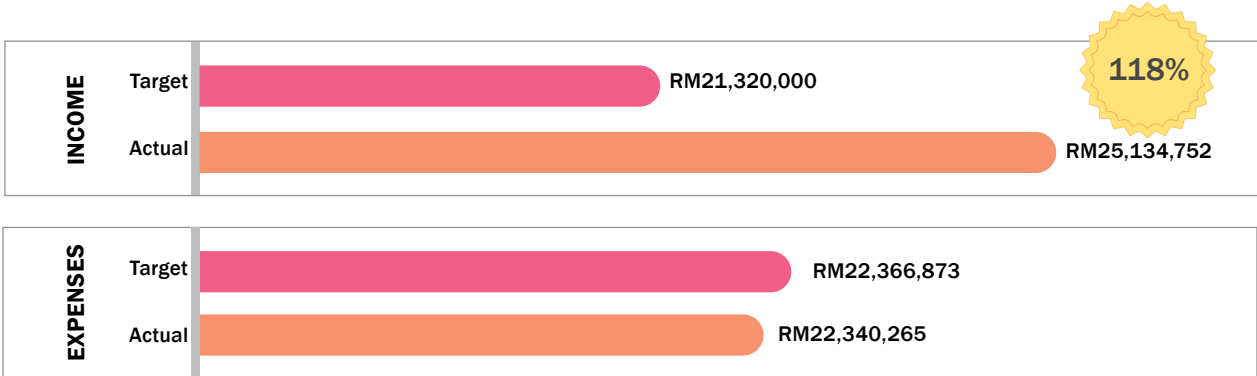 118%
INCOME
Target
RM21,320,000
Actual
RM25,134,752
EXPENSES
Target
RM22,366,873
Actual
RM22,340,265